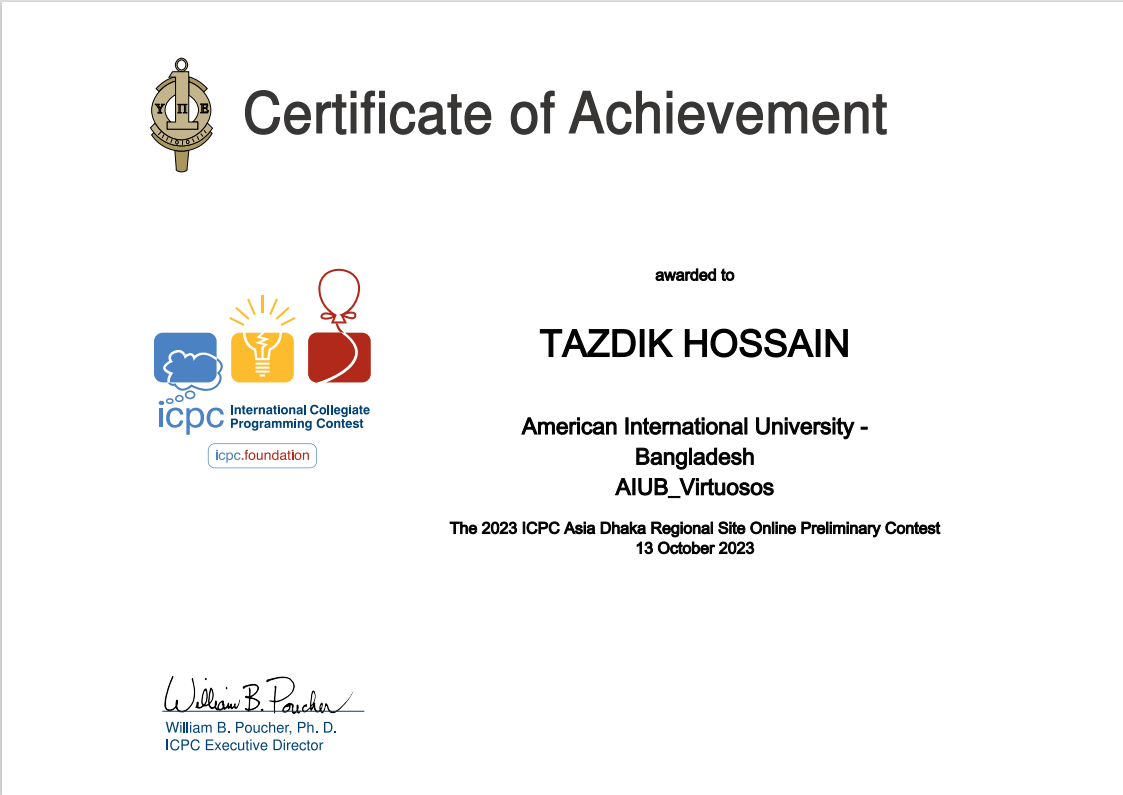 Υ Π Ε
Certificate of Achievement
awarded to
TAZDIK HOSSAIN
icpc International Collegiate
Programming Contest
icpc.foundation
American International University -
Bangladesh
AIUB_Virtuosos
The 2023 ICPC Asia Dhaka Regional Site Online Preliminary Contest
13 October 2023
William B. Poucher
William B. Poucher, Ph. D.
ICPC Executive Director